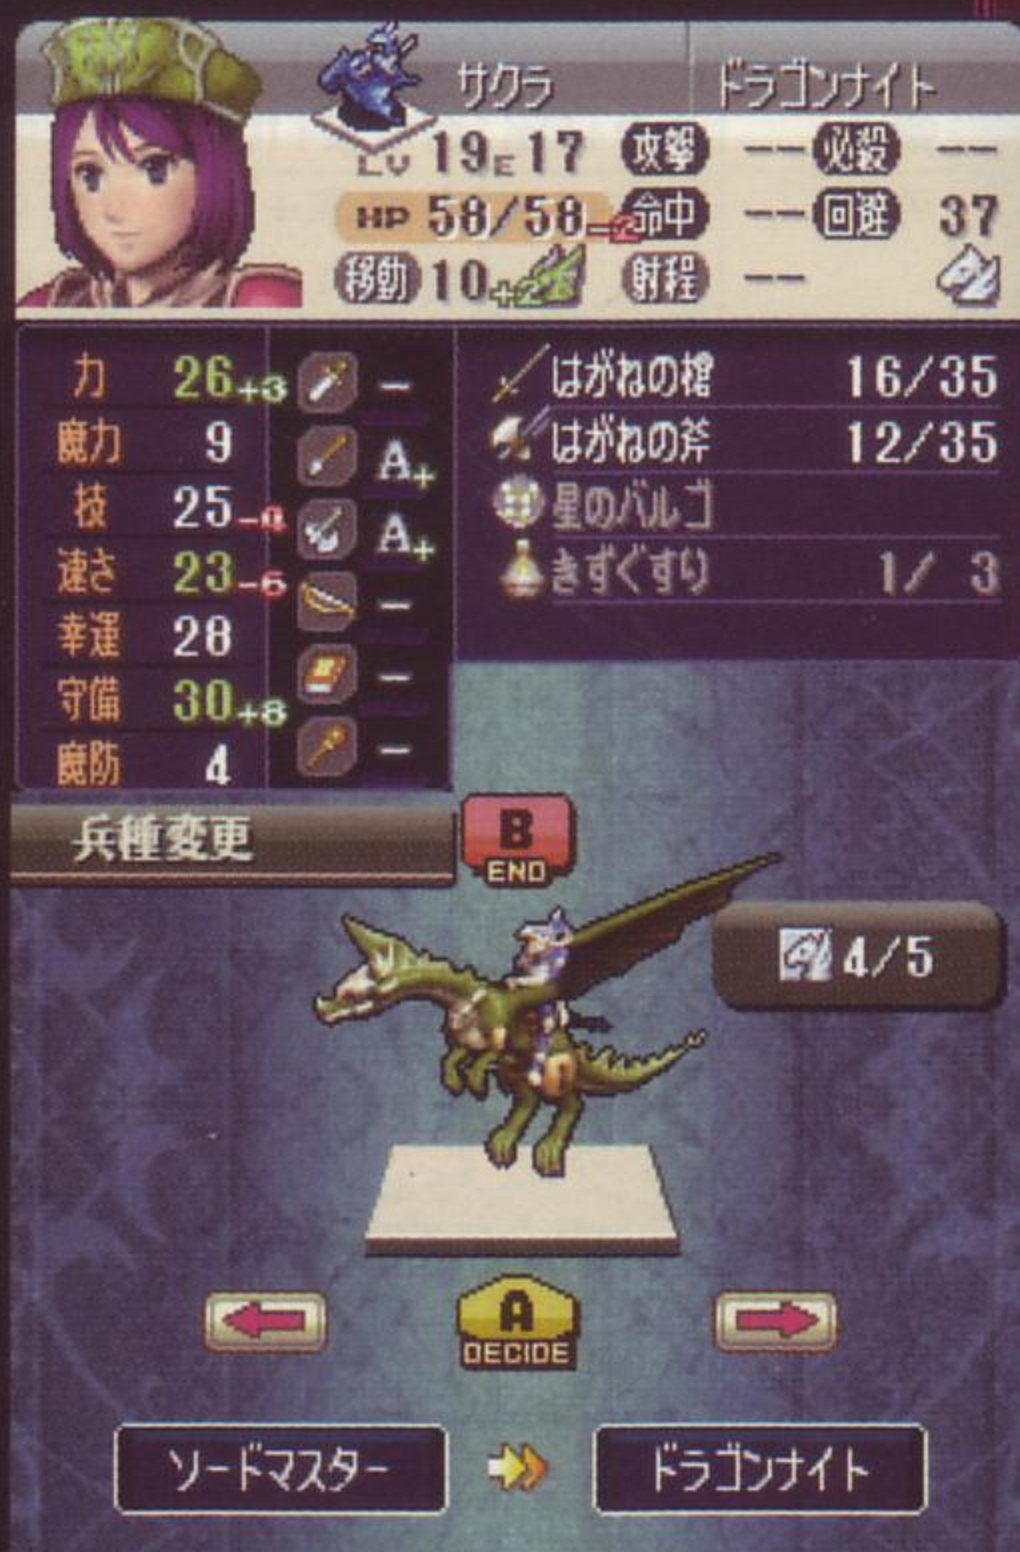 サクラ ドラゴンナイト
LV 19 E 17 攻撃 -- 必殺 --
HP 58/58 -2 命中 -- 回避 37
移動 10 +2 射程 --
力 26 +3 -
魔力 9 A+
技 25 -4 A+
速さ 23 -6 -
幸運 28 -
守備 30 +8 -
魔防 4
はがねの槍 16/35
はがねの斧 12/35
星のバルゴ
きずぐすり 1/ 3
兵種変更
B
END
4/5
A
DECIDE
ソードマスター ドラゴンナイト